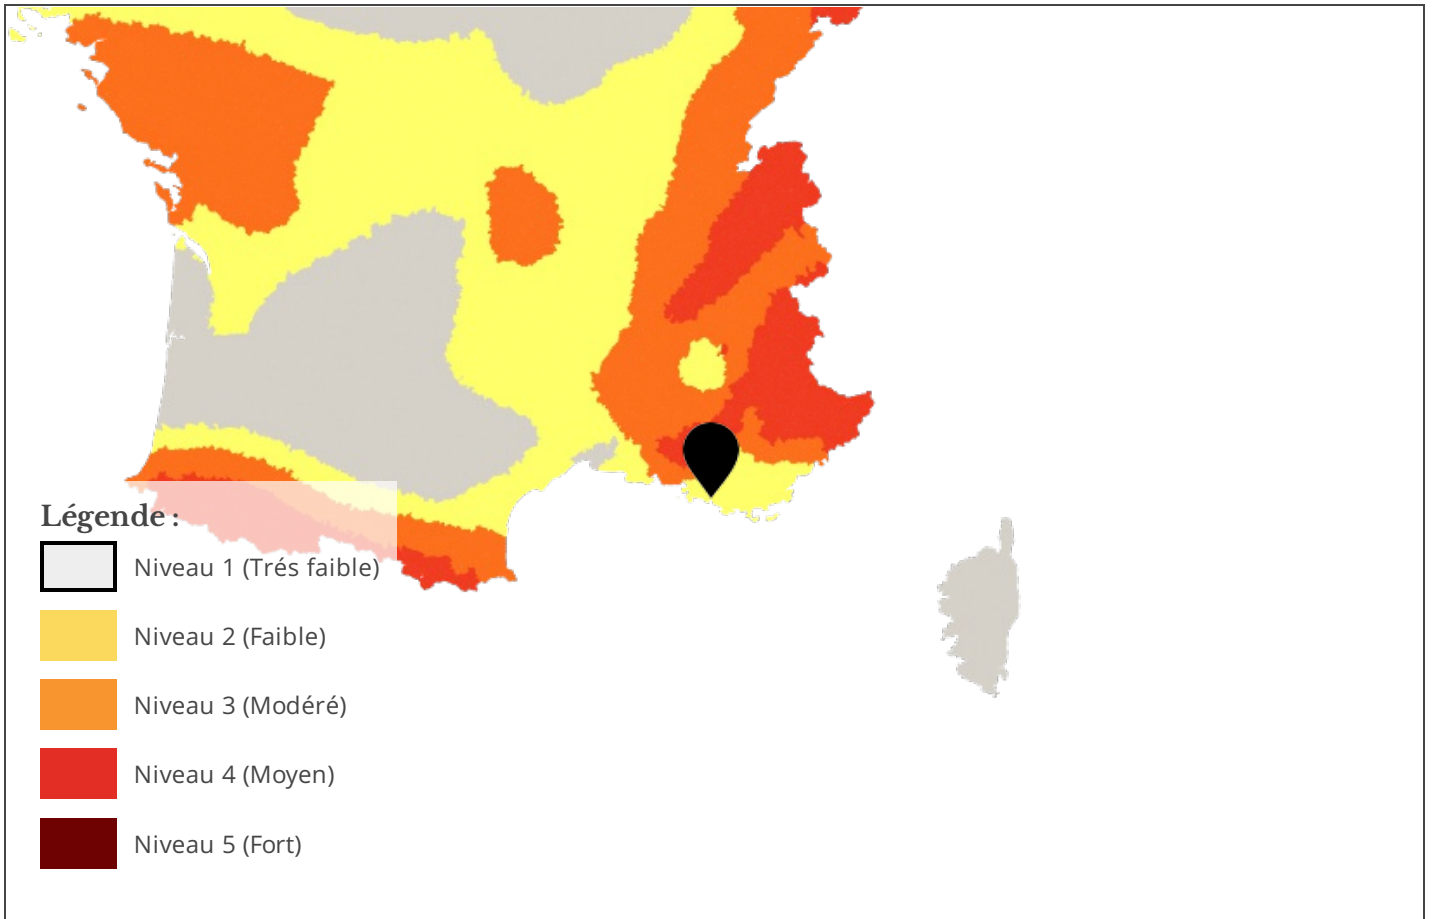 Légende :
Niveau 1 (Trés faible)
Niveau 2 (Faible)
Niveau 3 (Modéré)
Niveau 4 (Moyen)
Niveau 5 (Fort)